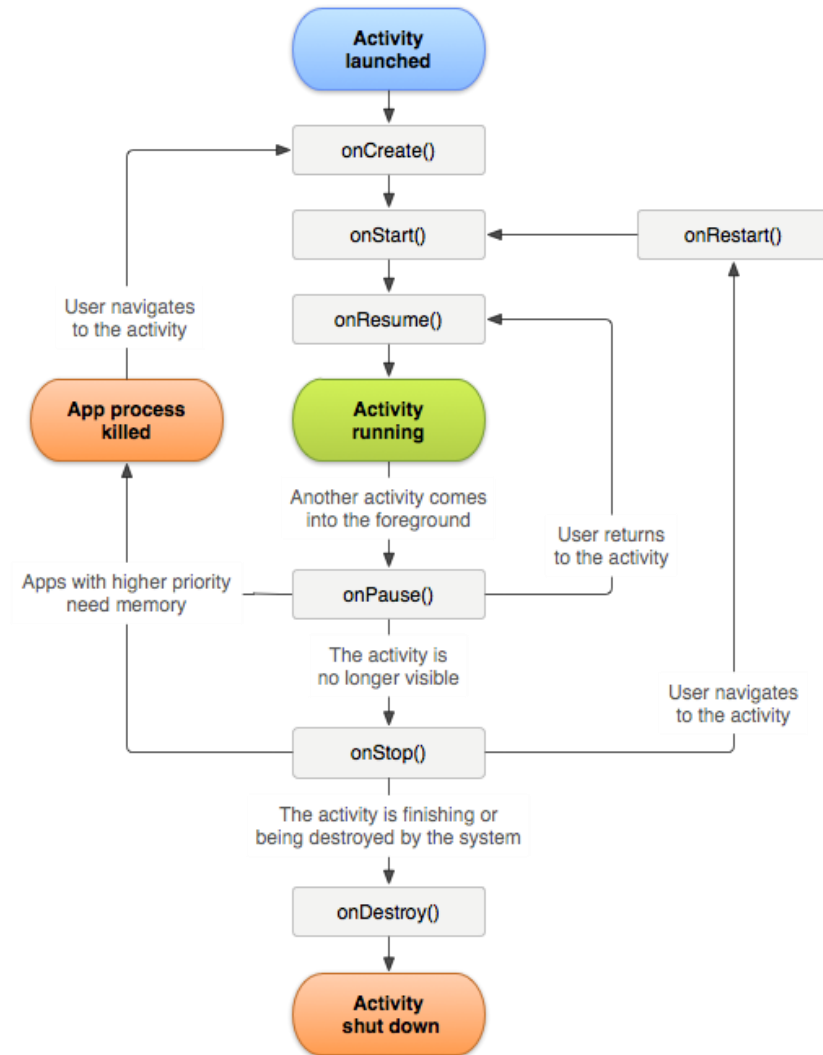 Activity
launched
onCreate()
onStart()
onRestart()
User navigates
to the activity
onResume()
App process
killed
Activity
running
Another activity comes
into the foreground
User returns
to the activity
Apps with higher priority
need memory
onPause()
The activity is
no longer visible
User navigates
to the activity
onStop()
The activity is finishing or
being destroyed by the system
onDestroy()
Activity
shut down